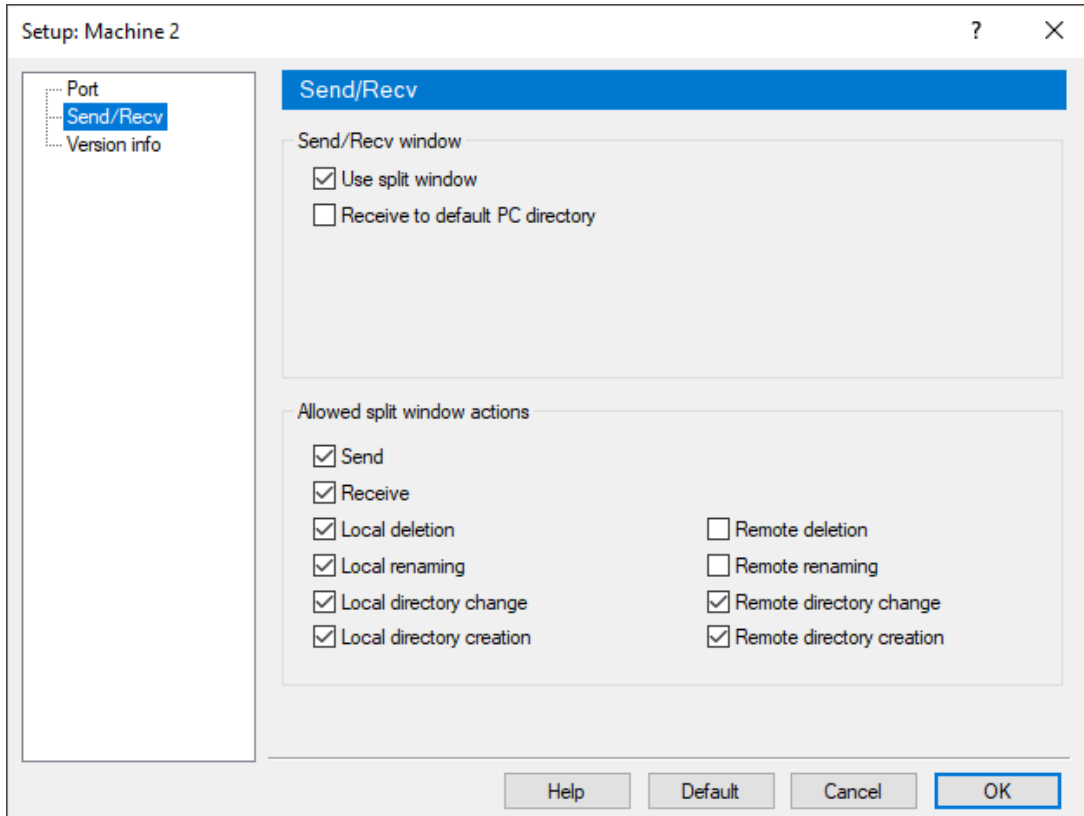 Setup: Machine 2
?
Port
Send/Recv
Version info
Send/Recv
Send/Recv window
Use split window
Receive to default PC directory
Allowed split window actions
Send
Receive
Local deletion
Remote deletion
Local renaming
Remote renaming
Local directory change
Remote directory change
Local directory creation
Remote directory creation
Help
Default
Cancel
OK